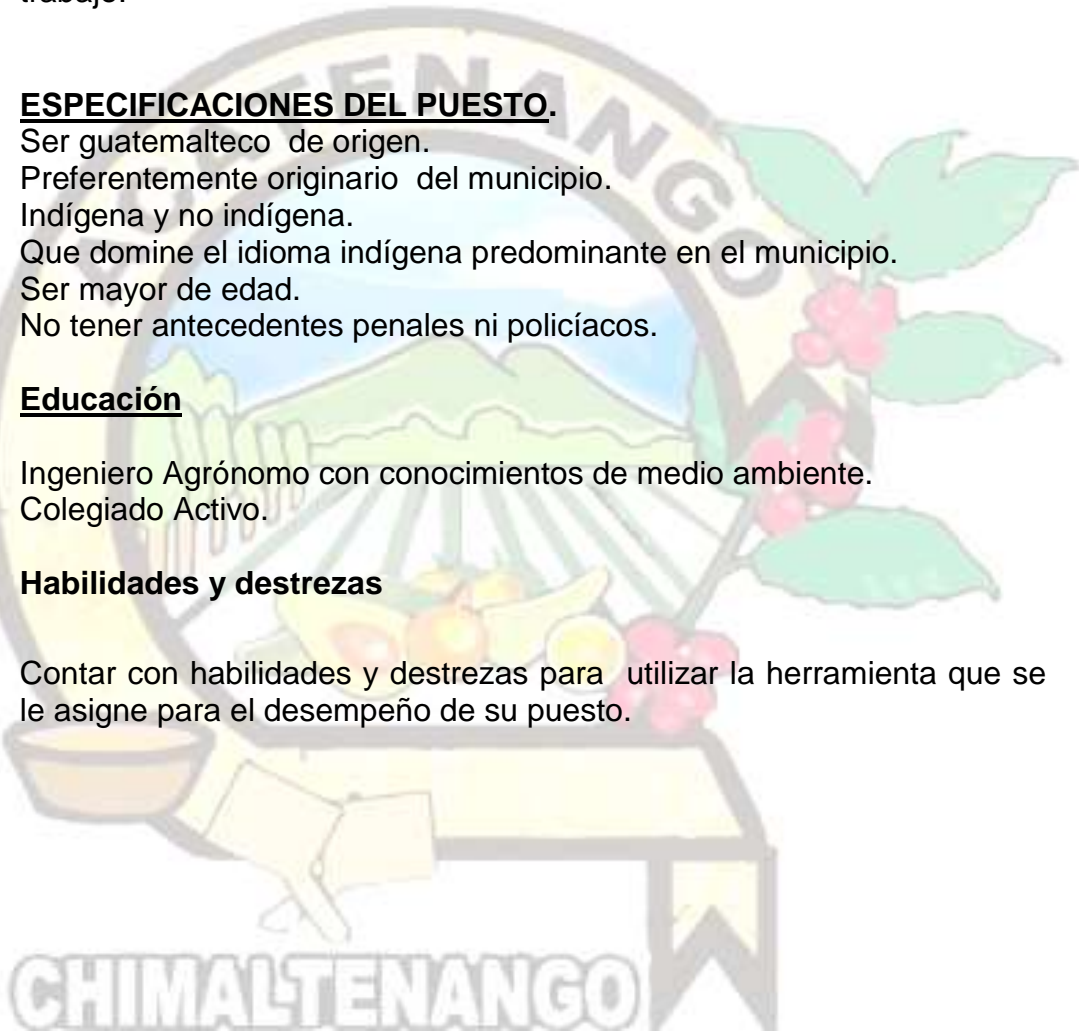 trabajo.
ESPECIFICACIONES DEL PUESTO.
Ser guatemalteco de origen.
Preferentemente originario del municipio.
Indígena y no indígena.
Que domine el idioma indígena predominante en el municipio.
Ser mayor de edad.
No tener antecedentes penales ni policíacos.
Educación
Ingeniero Agrónomo con conocimientos de medio ambiente.
Colegiado Activo.
Habilidades y destrezas
Contar con habilidades y destrezas para utilizar la herramienta que se
le asigne para el desempeño de su puesto.
CHIMALTENANGO